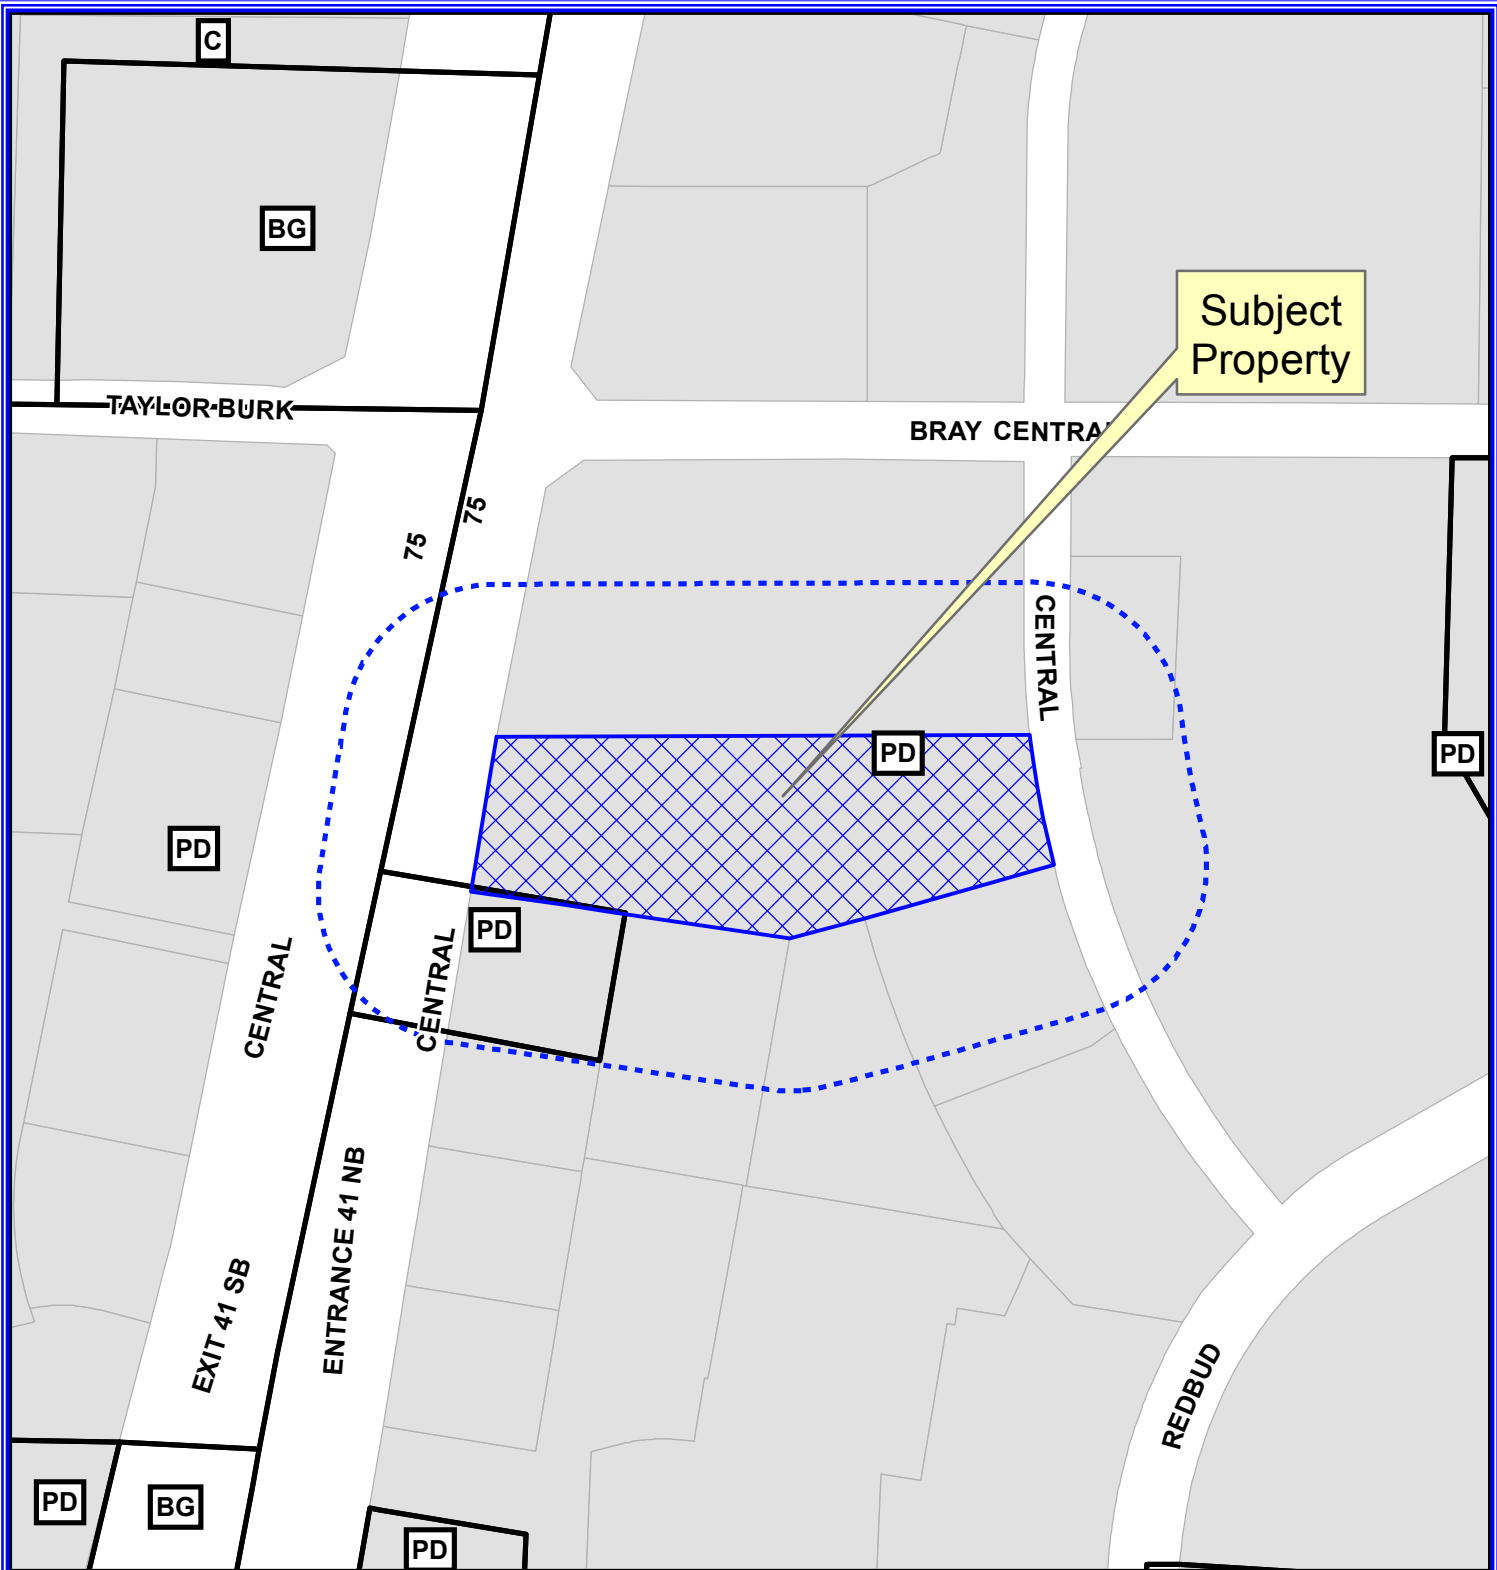 C
BG
Subject
Property
TAYLOR BURK
BRAY CENTRAL
75
75
CENTRAL
PD
PD
PD
PD
CENTRAL
CENTRAL
ENTRANCE 41 NB
EXIT 41 SB
REDBUD
PD
BG
PD